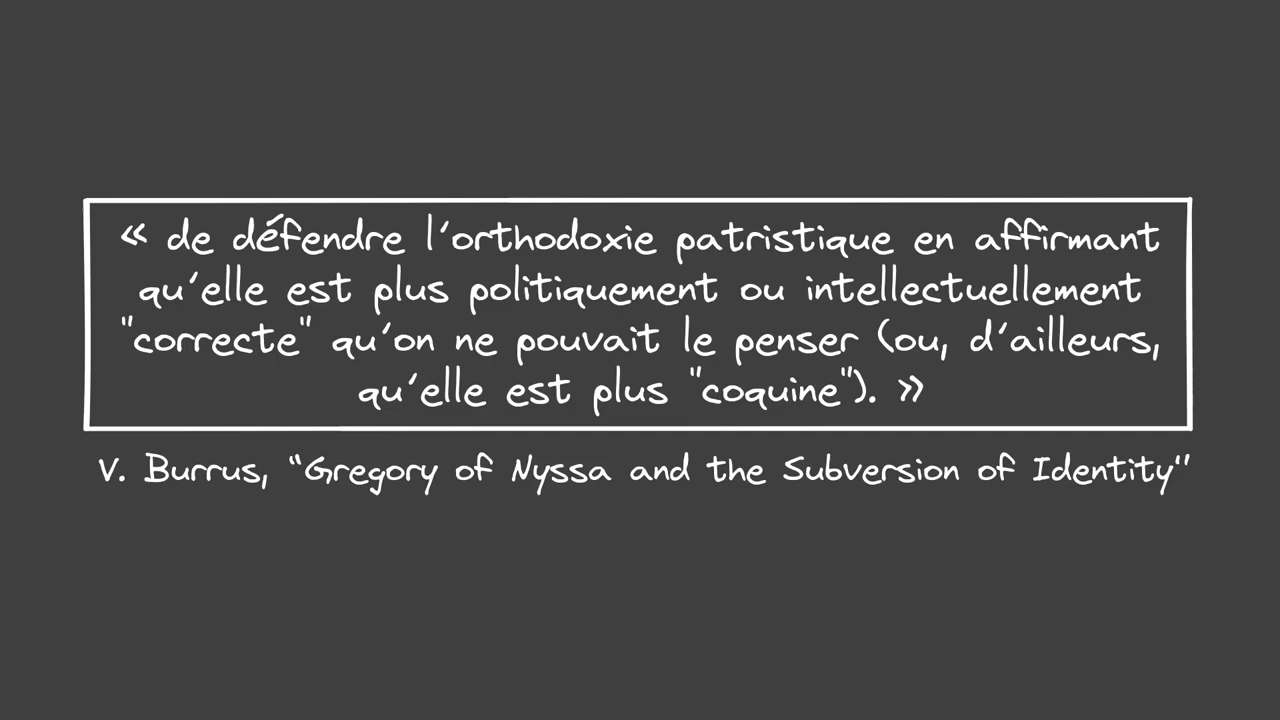 « de défendre l'orthodoxie patristique en affirmant
qu'elle est plus politiquement ou intellectuellement
"correcte" qu'on ne pouvait le penser (ou, d'ailleurs,
qu'elle est plus "coquine"). »
V. Burrus, "Gregory of Nyssa and the Subversion of Identity"